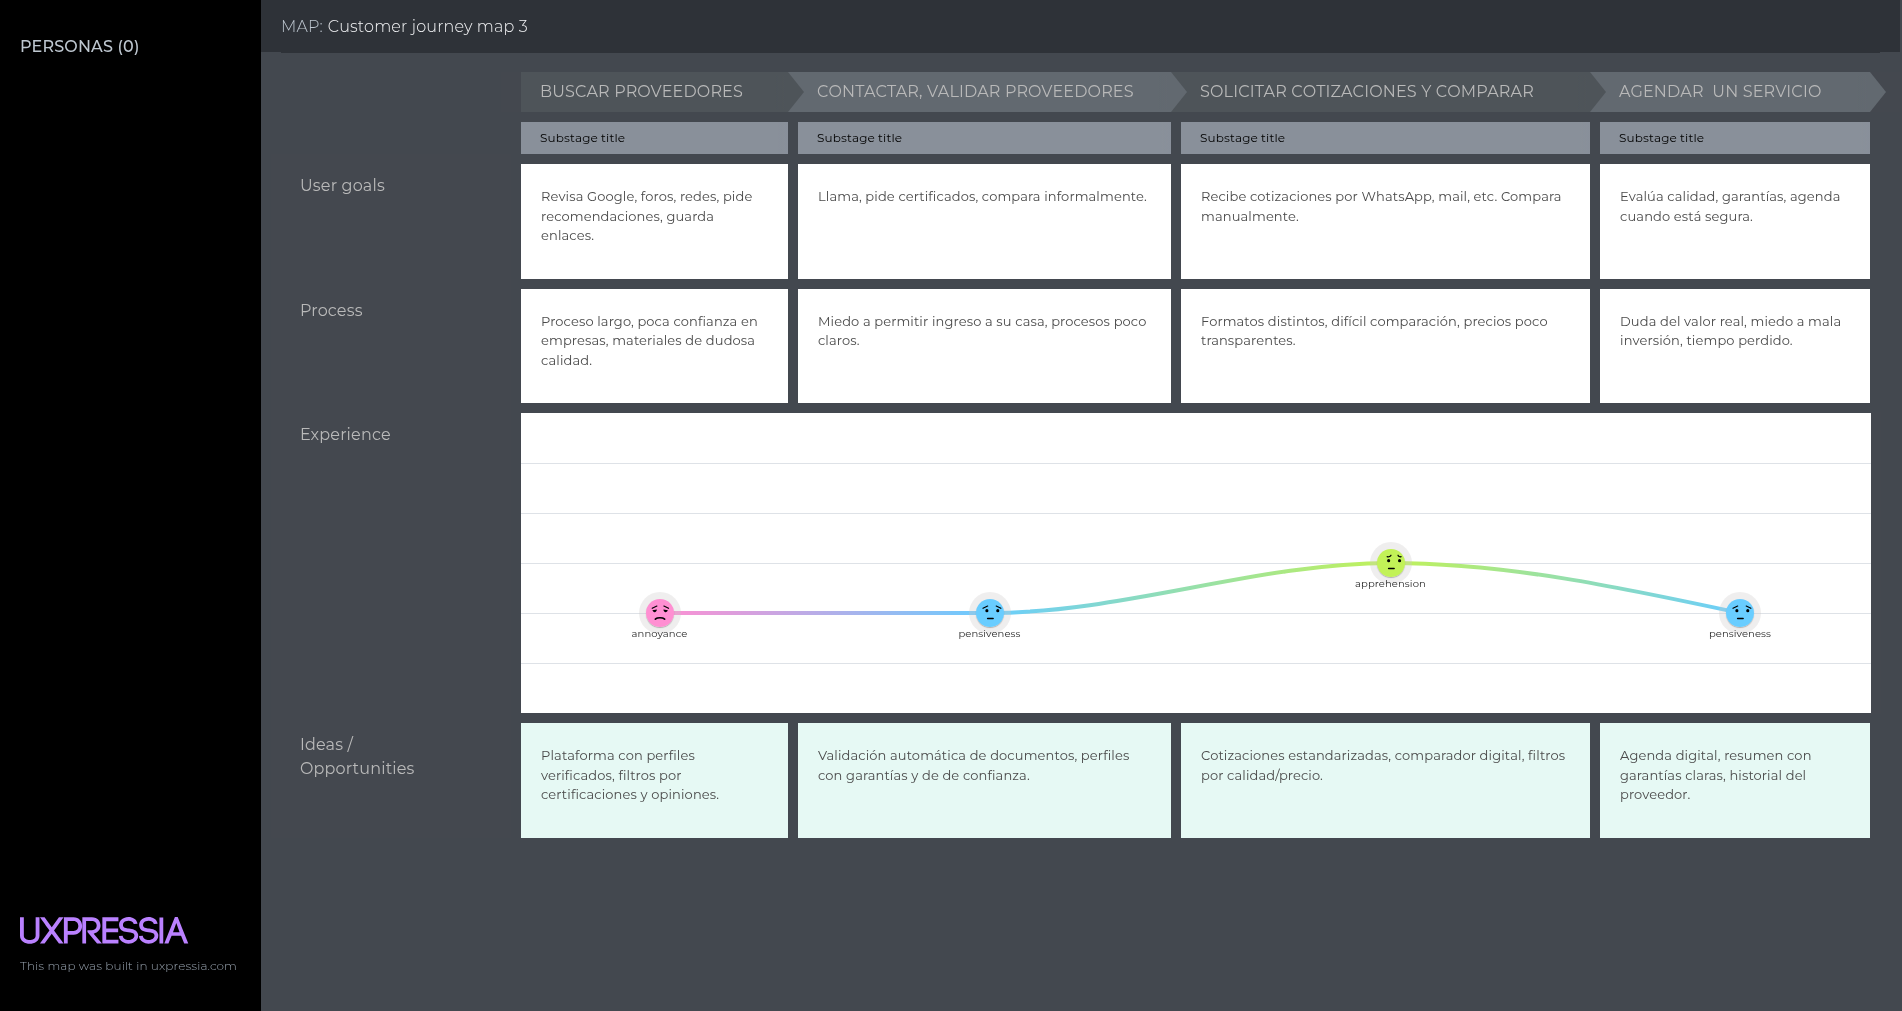 PERSONAS (0)
MAP: Customer journey map 3
BUSCAR PROVEEDORES
CONTACTAR, VALIDAR PROVEEDORES
SOLICITAR COTIZACIONES Y COMPARAR
AGENDAR  UN SERVICIO
Substage title
Substage title
Substage title
Substage title
User goals
Revisa Google, foros, redes, pide
recomendaciones, guarda
enlaces.
Llama, pide certificados, compara informalmente.
Recibe cotizaciones por WhatsApp, mail, etc. Compara
manualmente.
Evalúa calidad, garantías, agenda
cuando está segura.
Process
Proceso largo, poca confianza en
empresas, materiales de dudosa
calidad.
Miedo a permitir ingreso a su casa, procesos poco
claros.
Formatos distintos, difícil comparación, precios poco
transparentes.
Duda del valor real, miedo a mala
inversión, tiempo perdido.
Experience
annoyance
pensiveness
apprehension
pensiveness
Ideas /
Opportunities
Plataforma con perfiles
verificados, filtros por
certificaciones y opiniones.
Validación automática de documentos, perfiles
con garantías y de de confianza.
Cotizaciones estandarizadas, comparador digital, filtros
por calidad/precio.
Agenda digital, resumen con
garantías claras, historial del
proveedor.
UXPRESSIA
This map was built in uxpressia.com